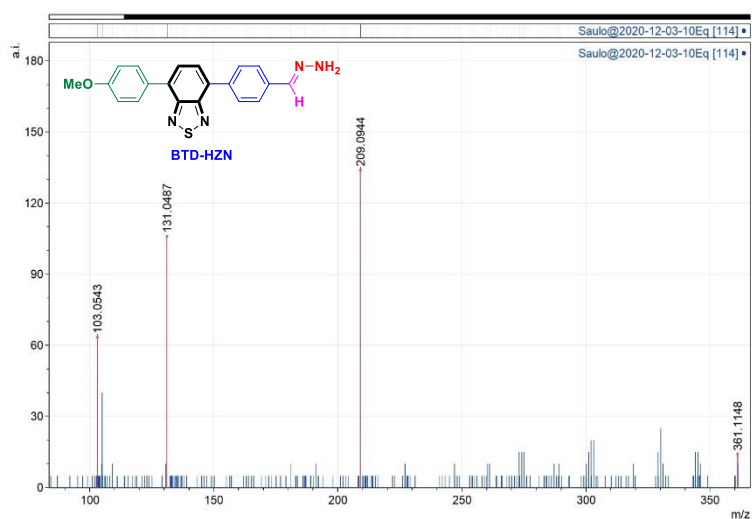 Saulo@2020-12-03-10Eq [114]
Saulo@2020-12-03-10Eq [114]
a.i.
180
150
120
90
60
30
0
MeO
N
S
N
N-NH₂
H
BTD-HZN
103.0543
131.0487
209.0944
361.1148
100
150
200
250
300
350
m/z